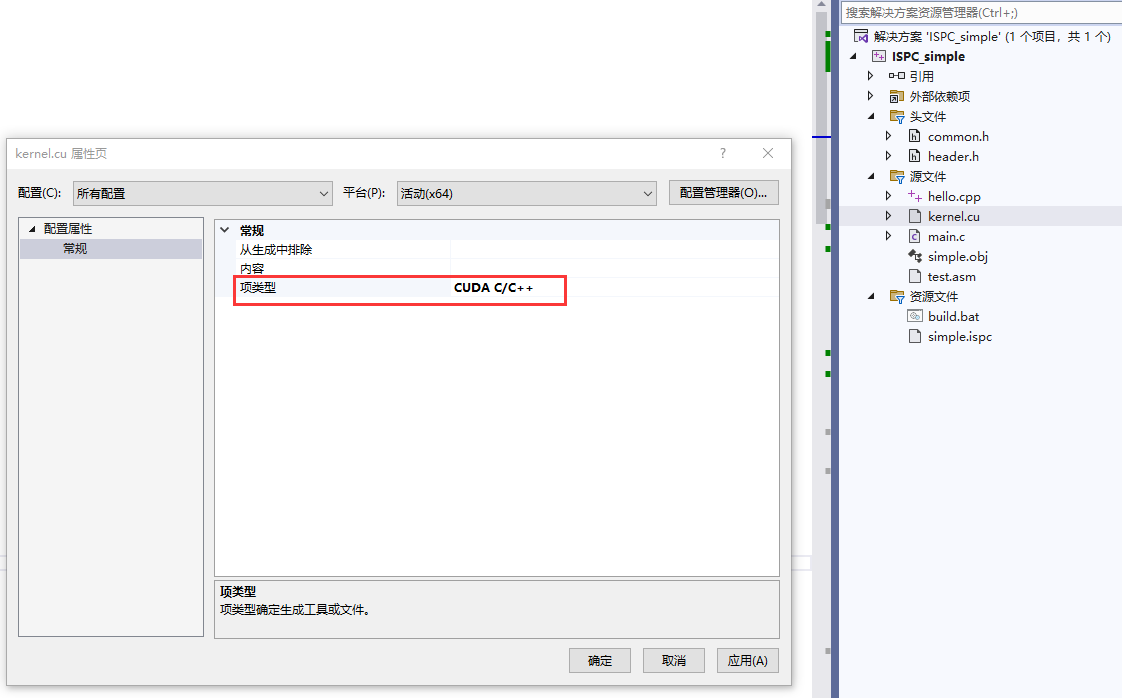 kernel.cu 属性页
?
配置(C):
所有配置
平台(P):
活动(x64)
配置管理器(O)...
配置属性
常规
常规
从生成中排除
内容
项类型
CUDA C/C++
项类型
项类型确定生成工具或文件。
确定
取消
应用(A)
搜索解决方案资源管理器(Ctrl+;)
解决方案 'ISPC_simple' (1 个项目，共 1 个)
ISPC_simple
引用
外部依赖项
头文件
common.h
header.h
源文件
hello.cpp
kernel.cu
main.c
simple.obj
test.asm
资源文件
build.bat
simple.ispc